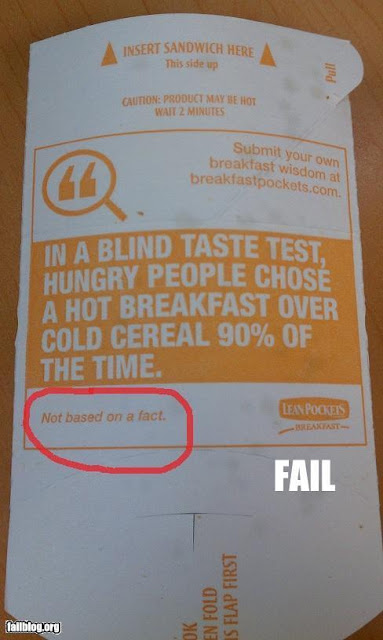 INSERT SANDWICH HERE
This side up
Pull
CAUTION: PRODUCT MAY BE HOT
WAIT 2 MINUTES
Submit your own
breakfast wisdom at
breakfastpockets.com.
IN A BLIND TASTE TEST,
HUNGRY PEOPLE CHOSE
A HOT BREAKFAST OVER
COLD CEREAL 90% OF
THE TIME.
Not based on a fact.
LEAN POCKETS
BREAKFAST
FAIL
EN FOLD
S FLAP FIRST
failblog.org